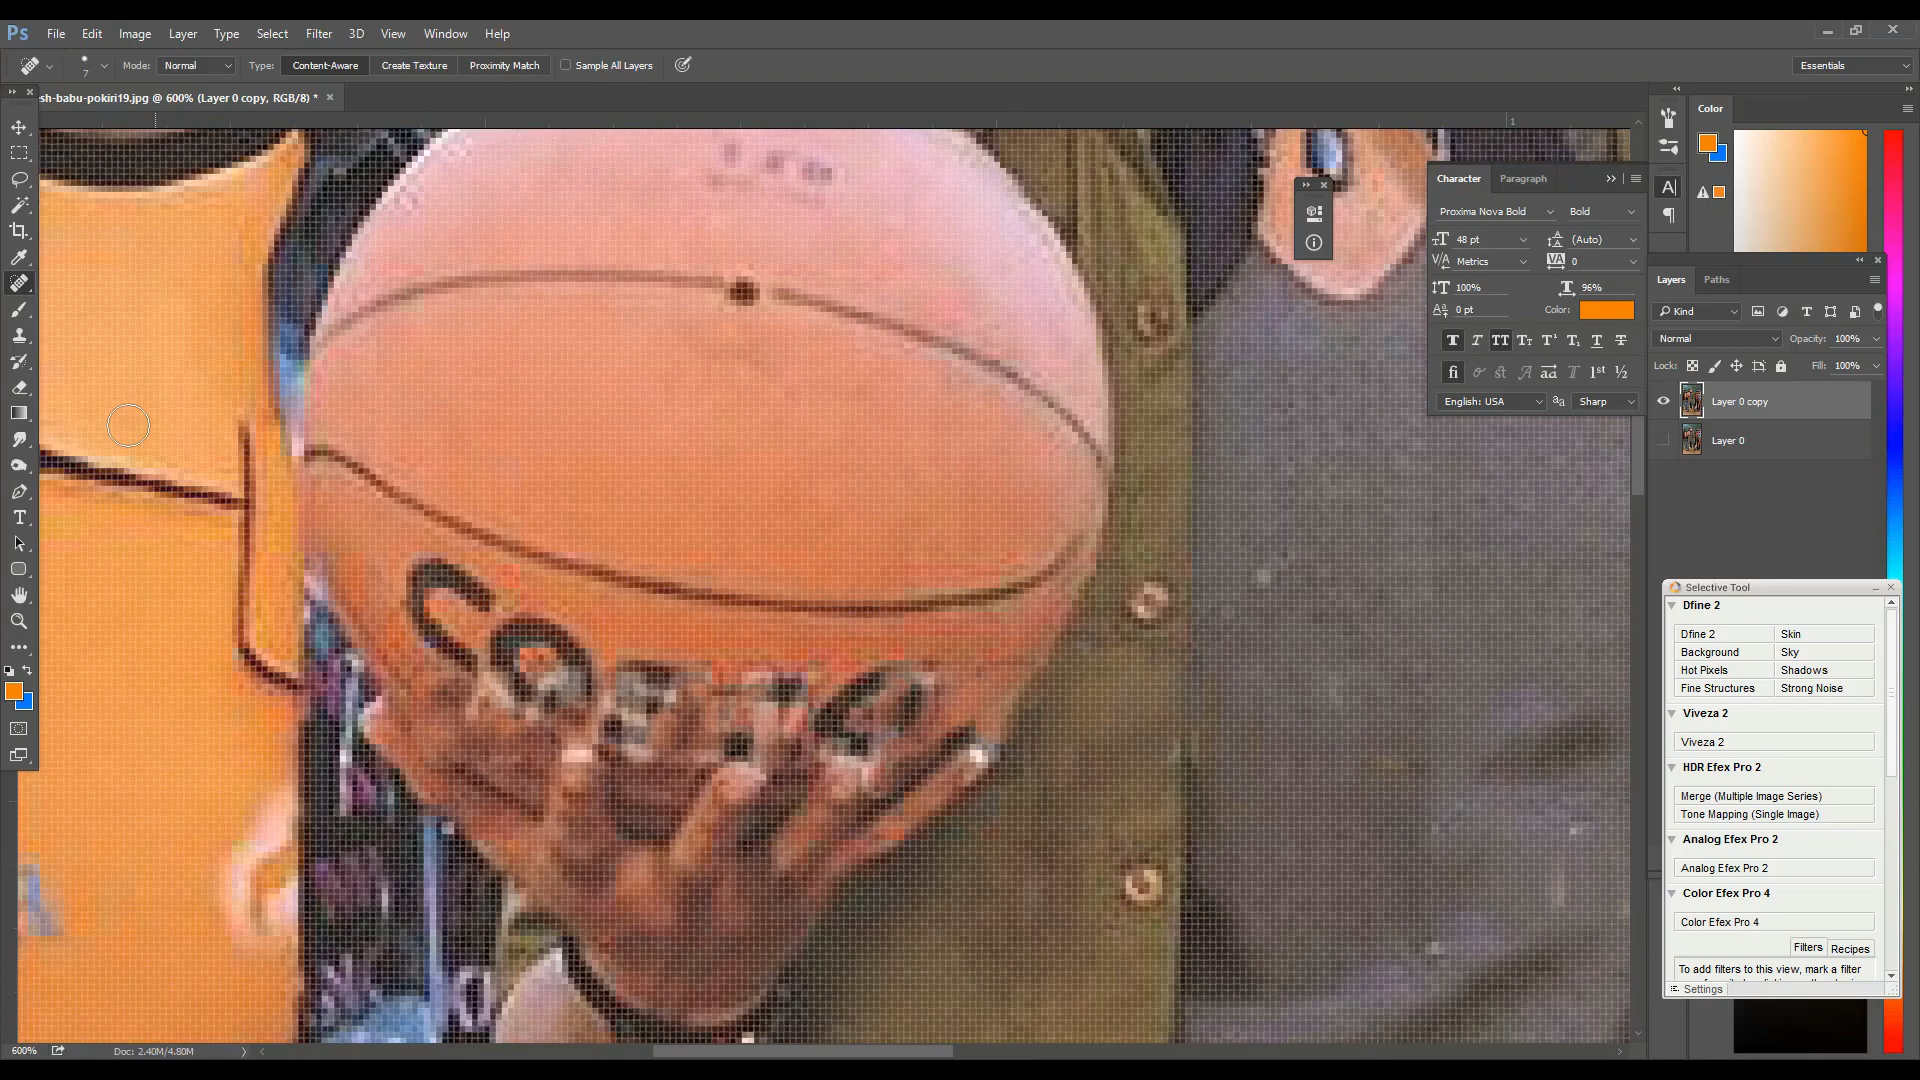 Ps File Edit Image Layer Type Select Filter 3D View Window Help
7 Mode: Normal Type: Content-Aware Create Texture Proximity Match Sample All Layers Essentials
esh-babu-pokiri19.jpg @ 600% (Layer 0 copy, RGB/8) *
1
Color
Character Paragraph
Proxima Nova Bold Bold
48 pt (Auto)
Metrics 0
100% 96%
0 pt Color:
English: USA Sharp
Layers Paths
Kind
Normal Opacity: 100%
Lock: Fill: 100%
Layer 0 copy
Layer 0
Selective Tool
Dfine 2
Dfine 2 Skin
Background Sky
Hot Pixels Shadows
Fine Structures Strong Noise
Viveza 2
Viveza 2
HDR Efex Pro 2
Merge (Multiple Image Series)
Tone Mapping (Single Image)
Analog Efex Pro 2
Analog Efex Pro 2
Color Efex Pro 4
Color Efex Pro 4
Filters Recipes
To add filters to this view, mark a filter
Settings
600% Doc: 2.40M/4.80M